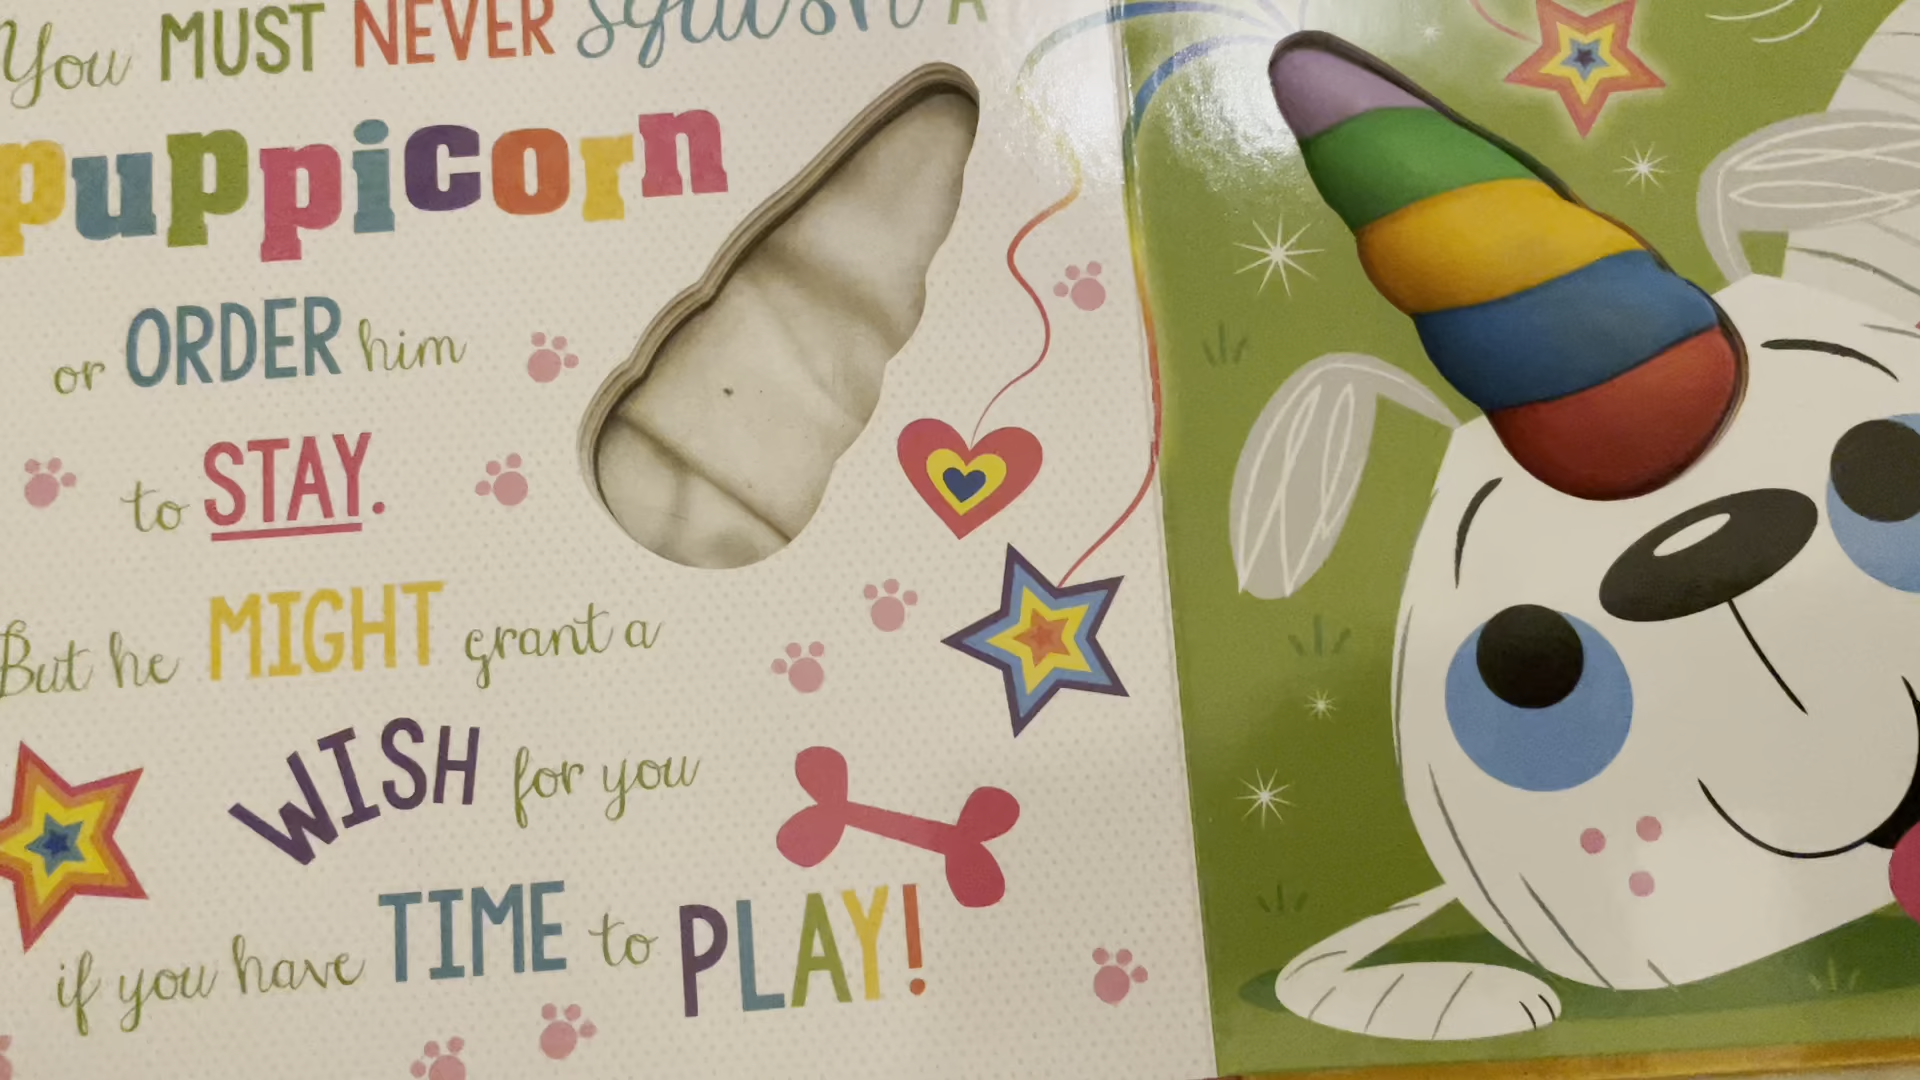 You MUST NEVER squish A
puppicorn
or ORDER him
to STAY.
But he MIGHT grant a
WISH for you
if you have TIME to PLAY!